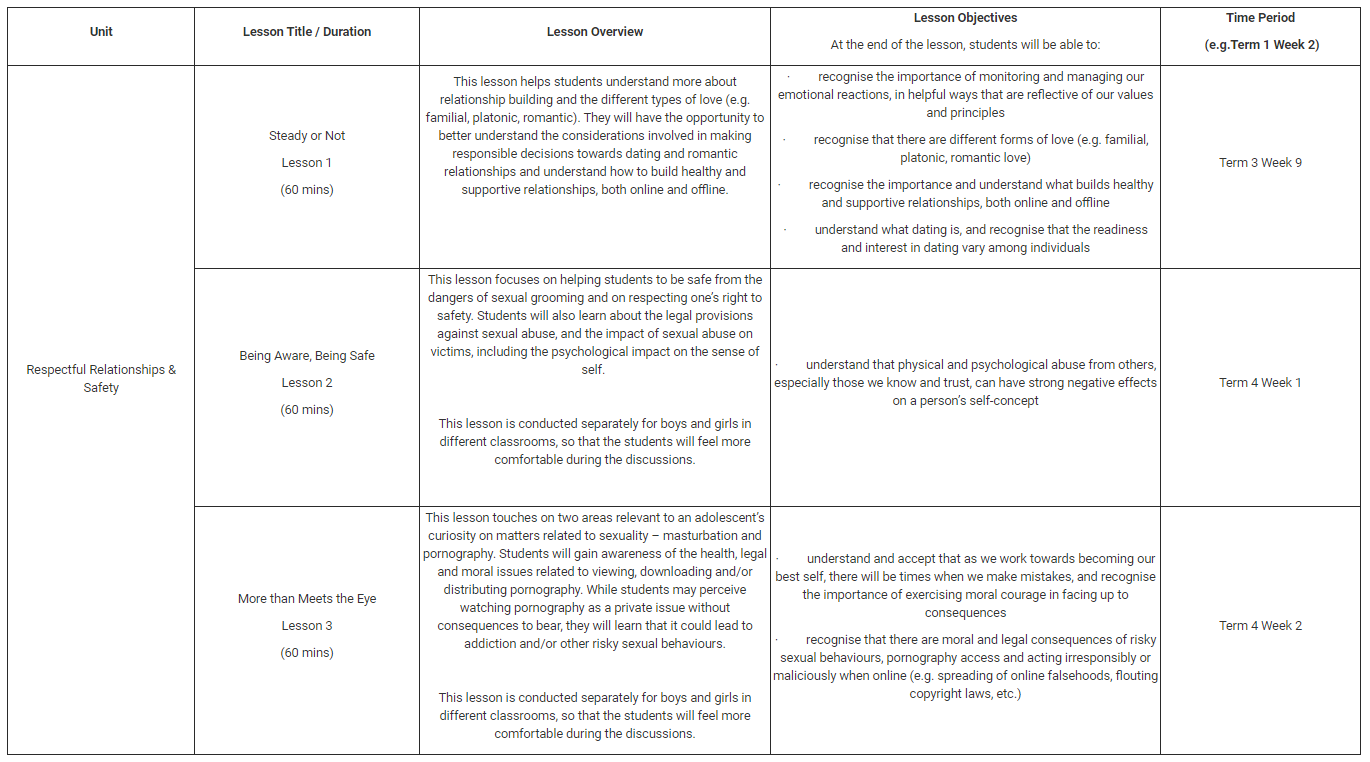 Unit
Lesson Title / Duration
Lesson Overview
Lesson Objectives
At the end of the lesson, students will be able to:
Time Period
(e.g.Term 1 Week 2)
Respectful Relationships &
Safety
Steady or Not
Lesson 1
(60 mins)
This lesson helps students understand more about
relationship building and the different types of love (e.g.
familial, platonic, romantic). They will have the opportunity to
better understand the considerations involved in making
responsible decisions towards dating and romantic
relationships and understand how to build healthy and
supportive relationships, both online and offline.
· recognise the importance of monitoring and managing our
emotional reactions, in helpful ways that are reflective of our values
and principles
· recognise that there are different forms of love (e.g. familial,
platonic, romantic love)
· recognise the importance and understand what builds healthy
and supportive relationships, both online and offline
· understand what dating is, and recognise that the readiness
and interest in dating vary among individuals
Term 3 Week 9
Being Aware, Being Safe
Lesson 2
(60 mins)
This lesson focuses on helping students to be safe from the
dangers of sexual grooming and on respecting one’s right to
safety. Students will also learn about the legal provisions
against sexual abuse, and the impact of sexual abuse on
victims, including the psychological impact on the sense of
self.
This lesson is conducted separately for boys and girls in
different classrooms, so that the students will feel more
comfortable during the discussions.
· understand that physical and psychological abuse from others,
especially those we know and trust, can have strong negative effects
on a person’s self-concept
Term 4 Week 1
More than Meets the Eye
Lesson 3
(60 mins)
This lesson touches on two areas relevant to an adolescent’s
curiosity on matters related to sexuality – masturbation and
pornography. Students will gain awareness of the health, legal
and moral issues related to viewing, downloading and/or
distributing pornography. While students may perceive
watching pornography as a private issue without
consequences to bear, they will learn that it could lead to
addiction and/or other risky sexual behaviours.
This lesson is conducted separately for boys and girls in
different classrooms, so that the students will feel more
comfortable during the discussions.
· understand and accept that as we work towards becoming our
best self, there will be times when we make mistakes, and recognise
the importance of exercising moral courage in facing up to
consequences
· recognise that there are moral and legal consequences of risky
sexual behaviours, pornography access and acting irresponsibly or
maliciously when online (e.g. spreading of online falsehoods, flouting
copyright laws, etc.)
Term 4 Week 2